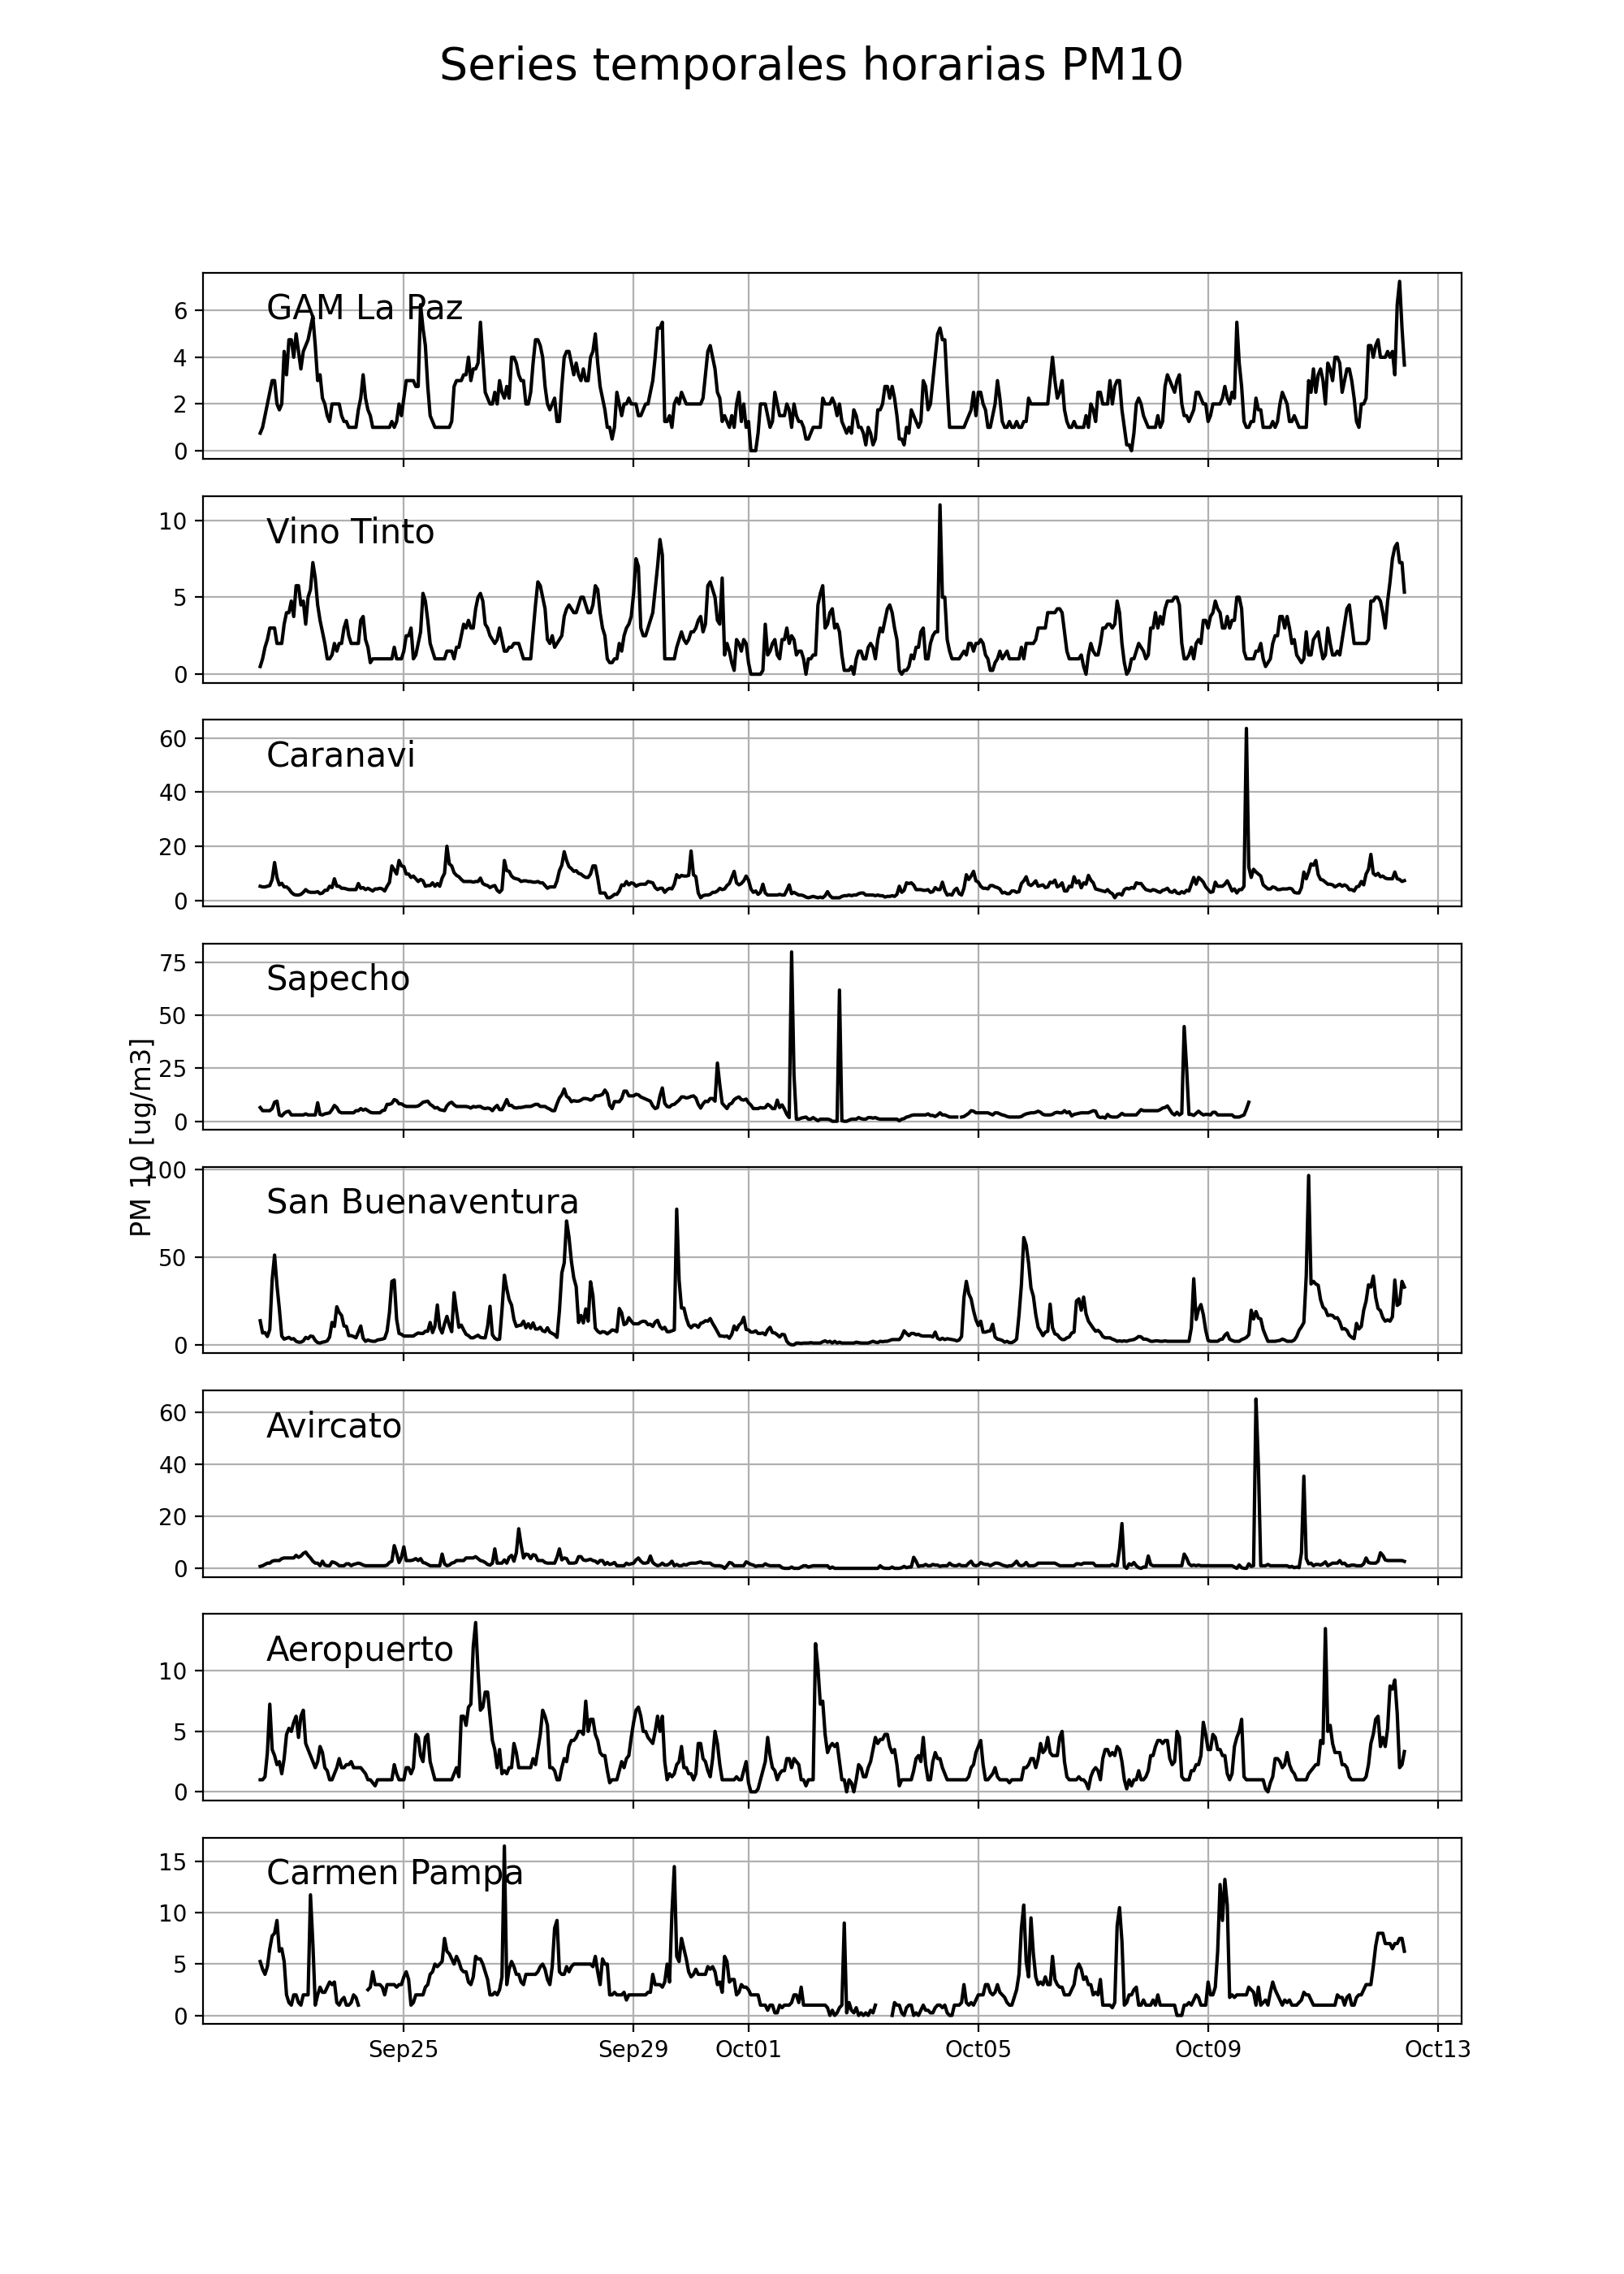 Series temporales horarias PM10
GAM La Paz
6
4
2
0
Vino Tinto
10
5
0
Caranavi
60
40
20
0
Sapecho
75
50
25
0
PM 10 [ug/m3]
San Buenaventura
100
50
0
Avircato
60
40
20
0
Aeropuerto
10
5
0
Carmen Pampa
15
10
5
0
Sep25 Sep29 Oct01 Oct05 Oct09 Oct13